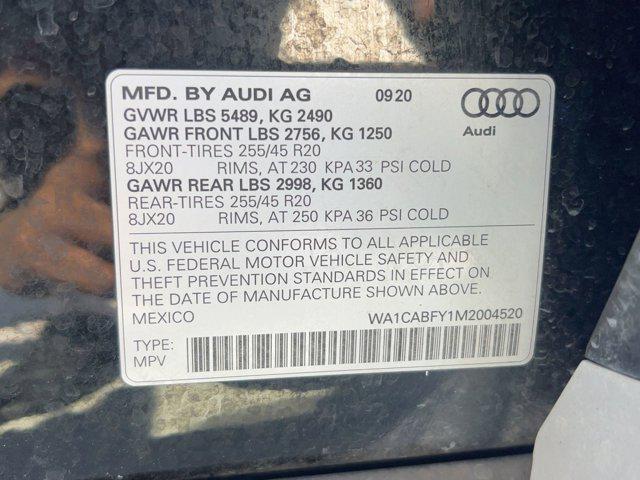 MFD. BY AUDI AG 0920
GVWR LBS 5489, KG 2490
GAWR FRONT LBS 2756, KG 1250
Audi
FRONT-TIRES 255/45 R20
8JX20 RIMS, AT 230 KPA 33 PSI COLD
GAWR REAR LBS 2998, KG 1360
REAR-TIRES 255/45 R20
8JX20 RIMS, AT 250 KPA 36 PSI COLD
THIS VEHICLE CONFORMS TO ALL APPLICABLE
U.S. FEDERAL MOTOR VEHICLE SAFETY AND
THEFT PREVENTION STANDARDS IN EFFECT ON
THE DATE OF MANUFACTURE SHOWN ABOVE.
MEXICO WA1CABFY1M2004520
TYPE:
MPV